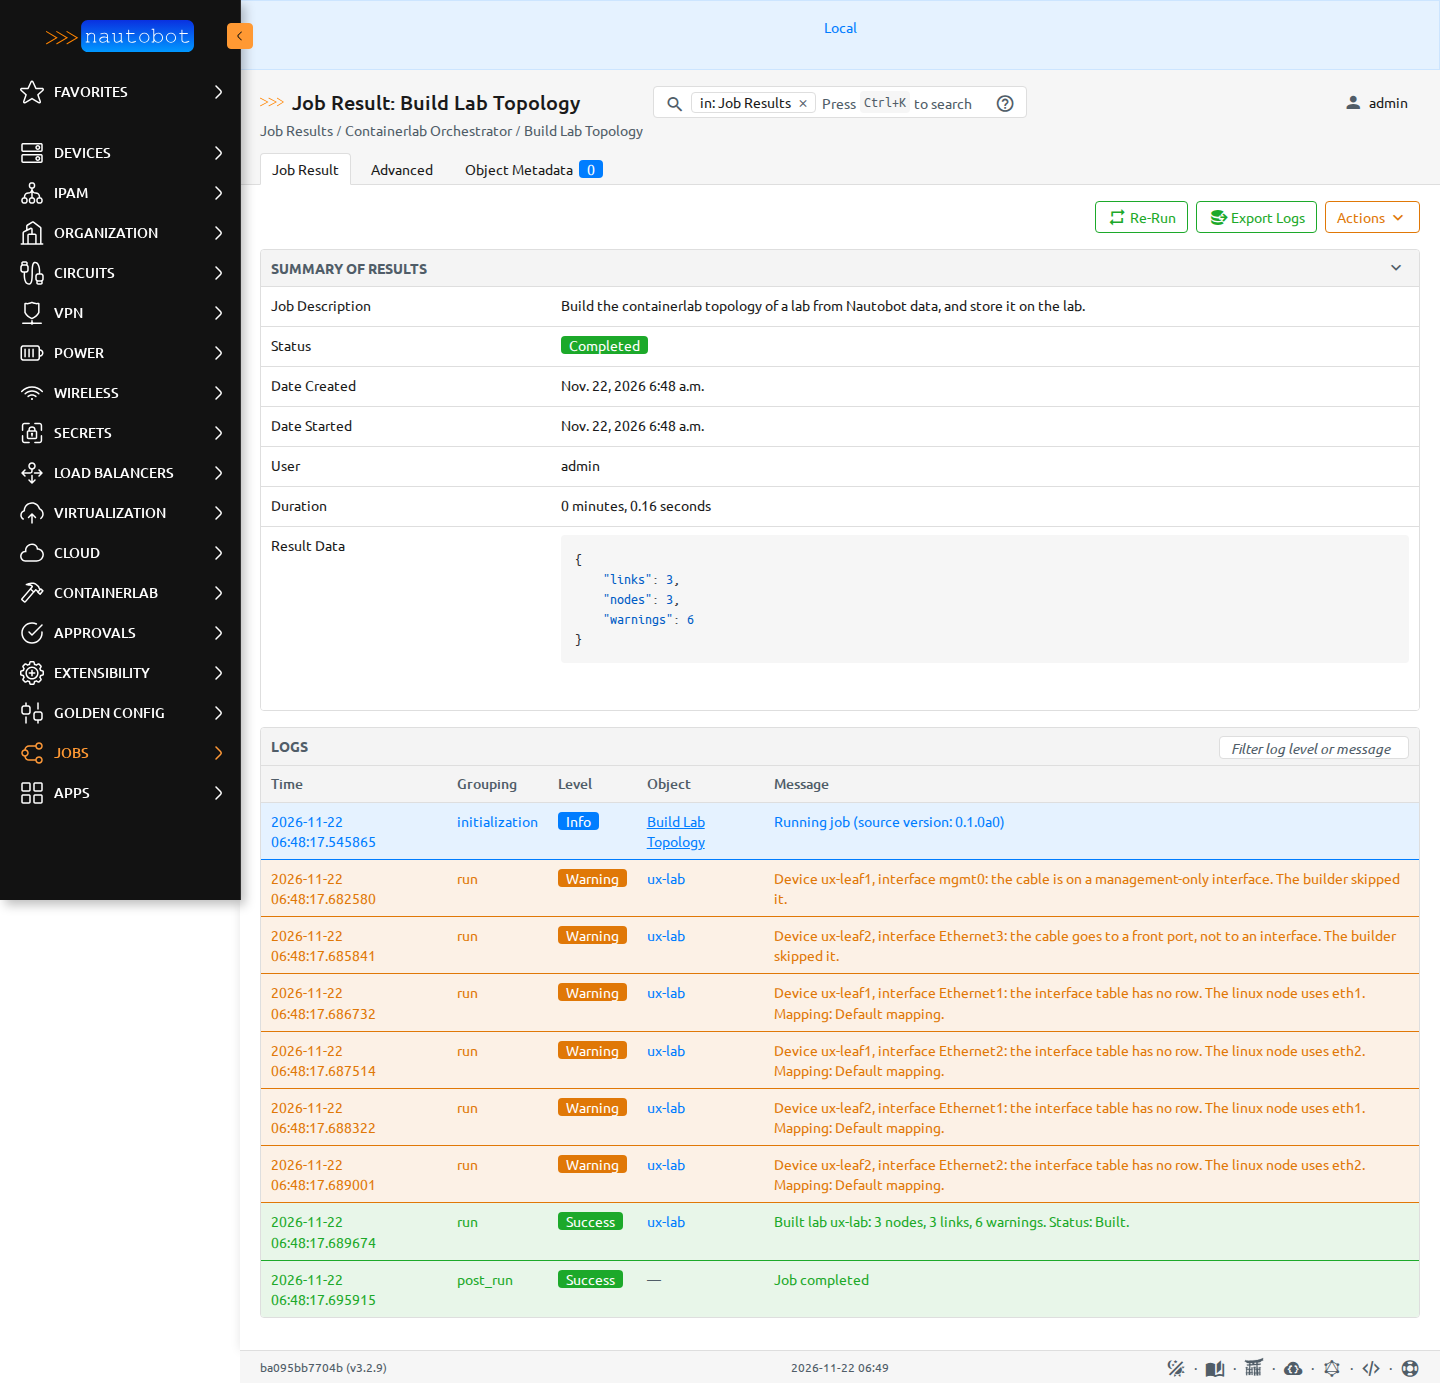 nautobot
FAVORITES
DEVICES
IPAM
ORGANIZATION
CIRCUITS
VPN
POWER
WIRELESS
SECRETS
LOAD BALANCERS
VIRTUALIZATION
CLOUD
CONTAINERLAB
APPROVALS
EXTENSIBILITY
GOLDEN CONFIG
JOBS
APPS
Local
Job Result: Build Lab Topology
in: Job Results × Press Ctrl+K to search
admin
Job Results / Containerlab Orchestrator / Build Lab Topology
Job Result Advanced Object Metadata 0
Re-Run Export Logs Actions
SUMMARY OF RESULTS
Job Description Build the containerlab topology of a lab from Nautobot data, and store it on the lab.
Status Completed
Date Created Nov. 22, 2026 6:48 a.m.
Date Started Nov. 22, 2026 6:48 a.m.
User admin
Duration 0 minutes, 0.16 seconds
Result Data {
"links": 3,
"nodes": 3,
"warnings": 6
}
LOGS Filter log level or message
Time Grouping Level Object Message
2026-11-22 initialization Info Build Lab Running job (source version: 0.1.0a0)
06:48:17.545865 Topology
2026-11-22 run Warning ux-lab Device ux-leaf1, interface mgmt0: the cable is on a management-only interface. The builder skipped
06:48:17.682580 it.
2026-11-22 run Warning ux-lab Device ux-leaf2, interface Ethernet3: the cable goes to a front port, not to an interface. The builder
06:48:17.685841 skipped it.
2026-11-22 run Warning ux-lab Device ux-leaf1, interface Ethernet1: the interface table has no row. The linux node uses eth1.
06:48:17.686732 Mapping: Default mapping.
2026-11-22 run Warning ux-lab Device ux-leaf1, interface Ethernet2: the interface table has no row. The linux node uses eth2.
06:48:17.687514 Mapping: Default mapping.
2026-11-22 run Warning ux-lab Device ux-leaf2, interface Ethernet1: the interface table has no row. The linux node uses eth1.
06:48:17.688322 Mapping: Default mapping.
2026-11-22 run Warning ux-lab Device ux-leaf2, interface Ethernet2: the interface table has no row. The linux node uses eth2.
06:48:17.689001 Mapping: Default mapping.
2026-11-22 run Success ux-lab Built lab ux-lab: 3 nodes, 3 links, 6 warnings. Status: Built.
06:48:17.689674
2026-11-22 post_run Success — Job completed
06:48:17.695915
ba095bb7704b (v3.2.9) 2026-11-22 06:49